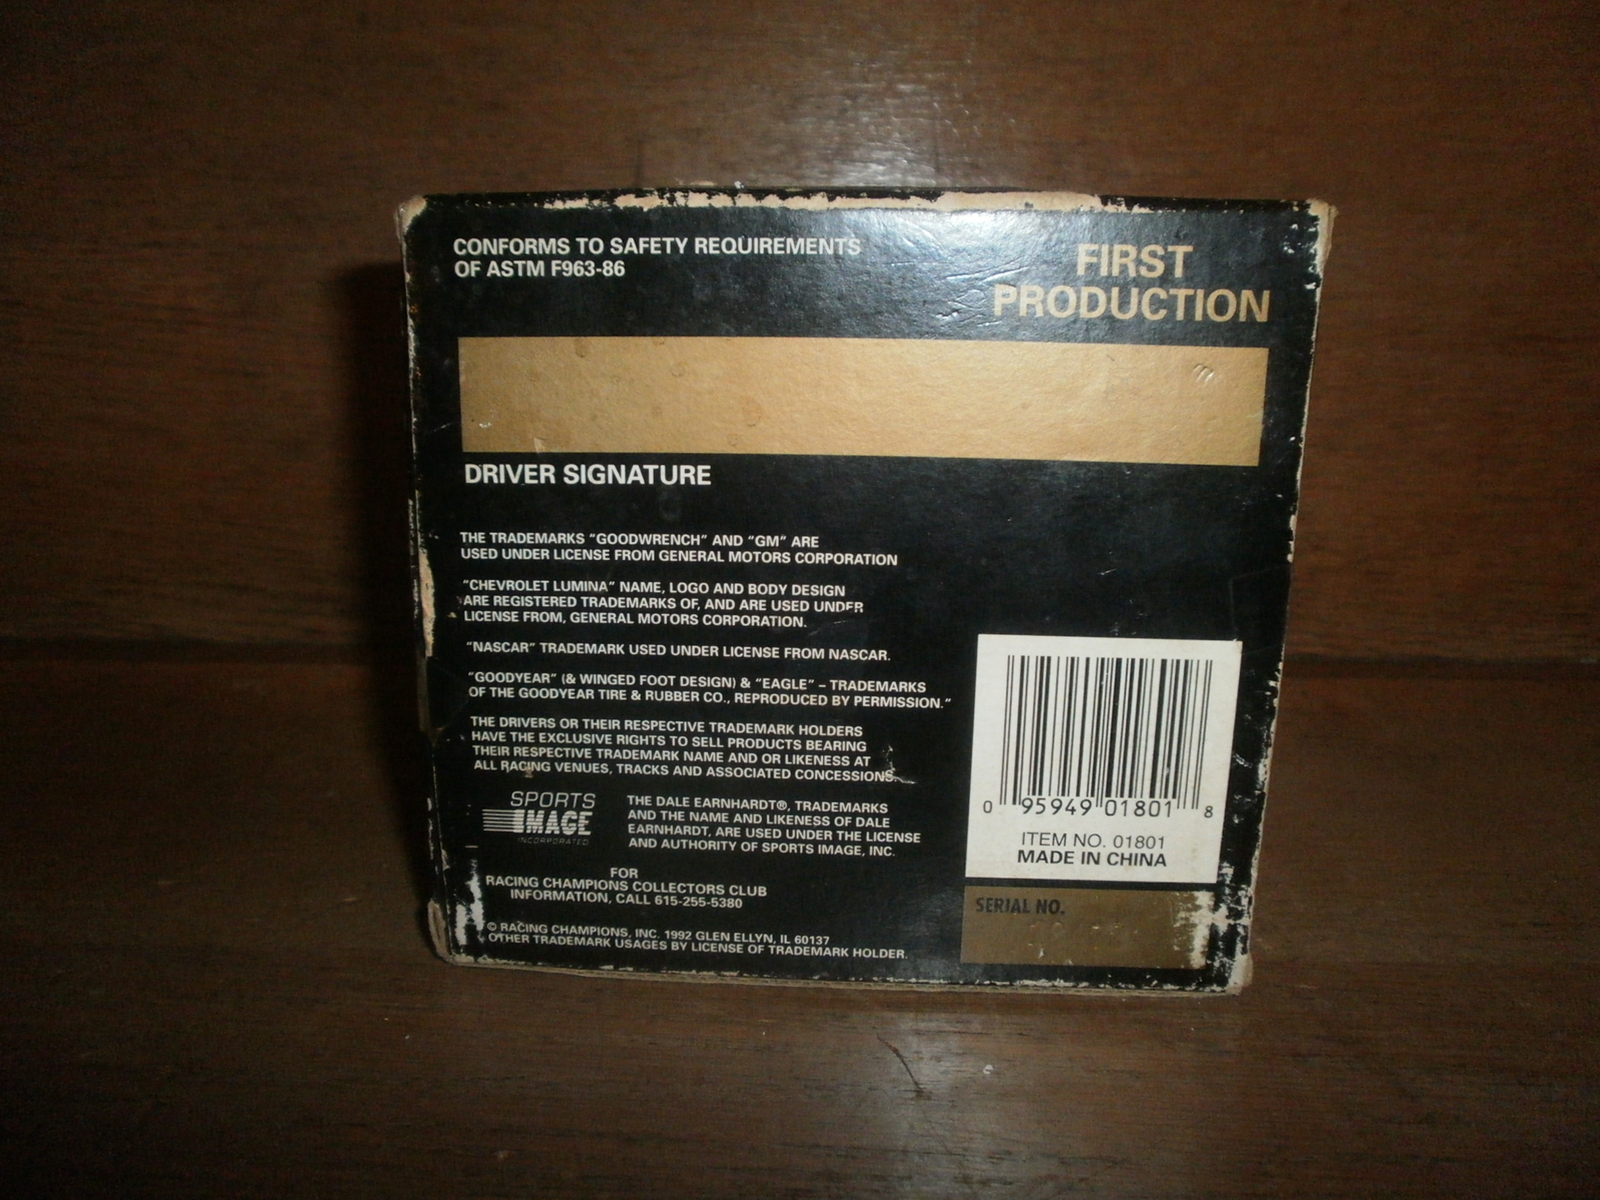 CONFORMS TO SAFETY REQUIREMENTS
OF ASTM F963-86
FIRST
PRODUCTION
DRIVER SIGNATURE
THE TRADEMARKS "GOODWRENCH" AND "GM" ARE
USED UNDER LICENSE FROM GENERAL MOTORS CORPORATION
"CHEVROLET LUMINA" NAME, LOGO AND BODY DESIGN
ARE REGISTERED TRADEMARKS OF, AND ARE USED UNDER
LICENSE FROM, GENERAL MOTORS CORPORATION.
"NASCAR" TRADEMARK USED UNDER LICENSE FROM NASCAR.
"GOODYEAR" (& WINGED FOOT DESIGN) & "EAGLE" – TRADEMARKS
OF THE GOODYEAR TIRE & RUBBER CO., REPRODUCED BY PERMISSION."
THE DRIVERS OR THEIR RESPECTIVE TRADEMARK HOLDERS
HAVE THE EXCLUSIVE RIGHTS TO SELL PRODUCTS BEARING
THEIR RESPECTIVE TRADEMARK NAME AND OR LIKENESS AT
ALL RACING VENUES, TRACKS AND ASSOCIATED CONCESSIONS.
SPORTS
IMAGE
INCORPORATED
THE DALE EARNHARDT®, TRADEMARKS
AND THE NAME AND LIKENESS OF DALE
EARNHARDT, ARE USED UNDER THE LICENSE
AND AUTHORITY OF SPORTS IMAGE, INC.
FOR
RACING CHAMPIONS COLLECTORS CLUB
INFORMATION, CALL 615-255-5380
© RACING CHAMPIONS, INC. 1992 GLEN ELLYN, IL 60137
OTHER TRADEMARK USAGES BY LICENSE OF TRADEMARK HOLDER.
0 95949 01801 8
ITEM NO. 01801
MADE IN CHINA
SERIAL NO.